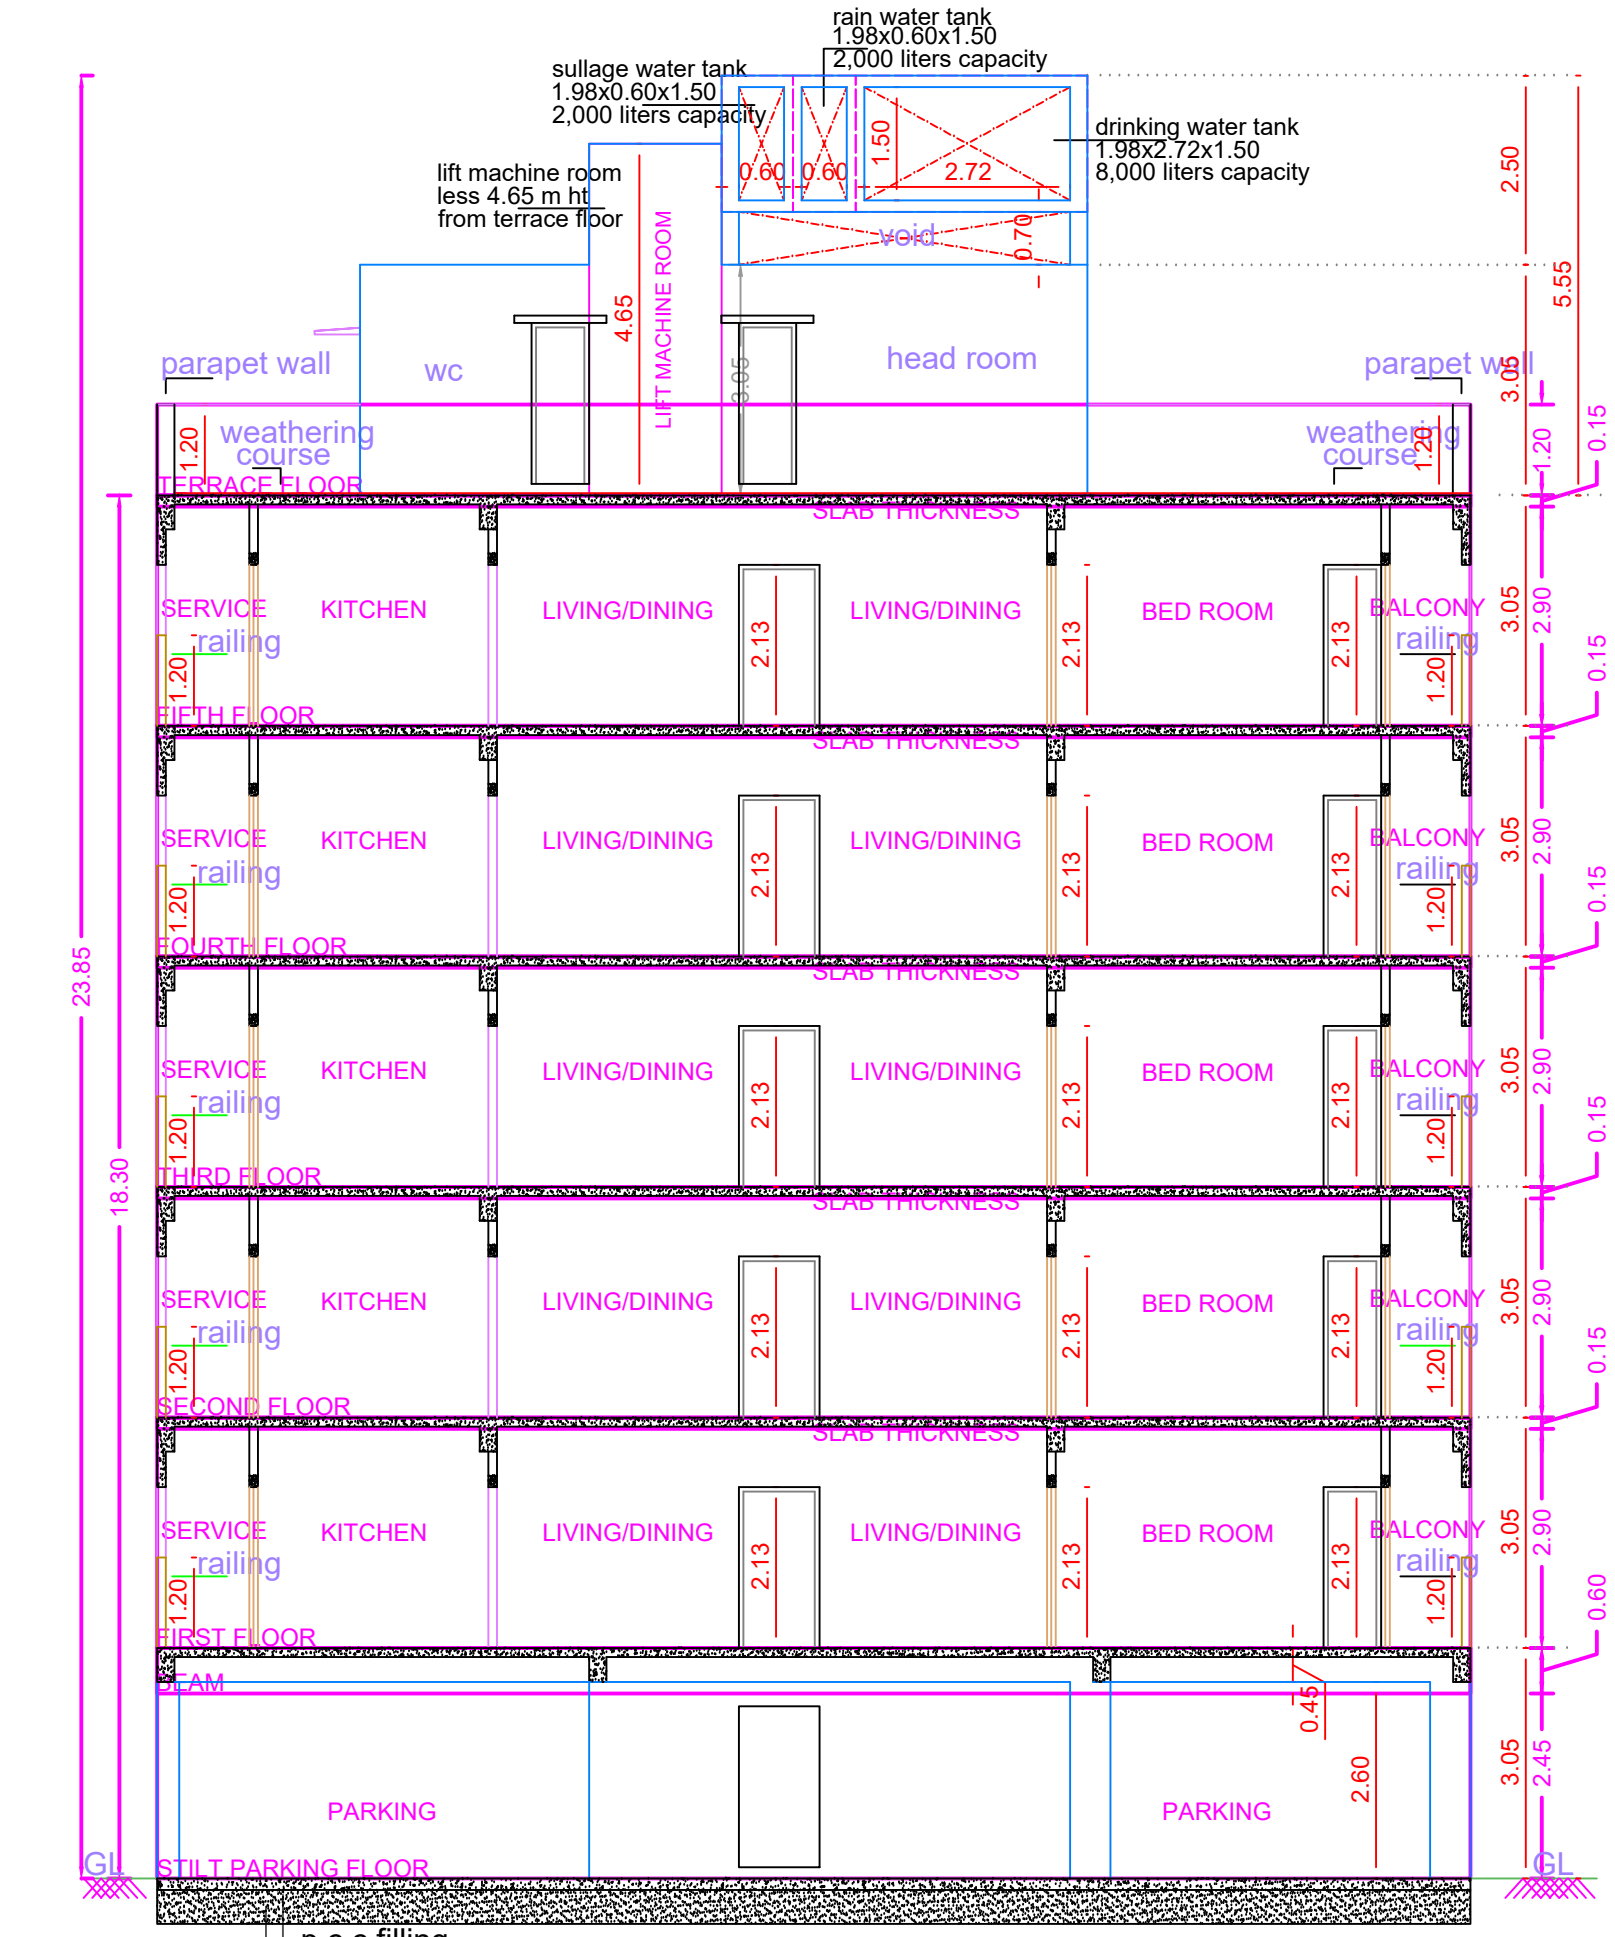 rain water tank
1.98x0.60x1.50
2,000 liters capacity
sullage water tank
1.98x0.60x1.50
2,000 liters capacity
drinking water tank
1.98x2.72x1.50
8,000 liters capacity
1.50
0.60
0.60
2.72
2.50
lift machine room
less 4.65 m ht
from terrace floor
void
0.70
5.55
4.65
LIFT MACHINE ROOM
3.05
parapet wall
wc
head room
parapet wall
3.05
1.20
weathering
course
weathering
course
1.20
1.20
0.15
TERRACE FLOOR
SLAB THICKNESS
SERVICE
KITCHEN
LIVING/DINING
LIVING/DINING
BED ROOM
BALCONY
railing
railing
2.13
2.13
2.13
1.20
1.20
3.05
2.90
0.15
FIFTH FLOOR
SLAB THICKNESS
SERVICE
KITCHEN
LIVING/DINING
LIVING/DINING
BED ROOM
BALCONY
railing
railing
2.13
2.13
2.13
1.20
1.20
3.05
2.90
0.15
FOURTH FLOOR
SLAB THICKNESS
23.85
SERVICE
KITCHEN
LIVING/DINING
LIVING/DINING
BED ROOM
BALCONY
railing
railing
2.13
2.13
2.13
1.20
1.20
3.05
2.90
0.15
THIRD FLOOR
SLAB THICKNESS
18.30
SERVICE
KITCHEN
LIVING/DINING
LIVING/DINING
BED ROOM
BALCONY
railing
railing
2.13
2.13
2.13
1.20
1.20
3.05
2.90
0.15
SECOND FLOOR
SLAB THICKNESS
SERVICE
KITCHEN
LIVING/DINING
LIVING/DINING
BED ROOM
BALCONY
railing
railing
2.13
2.13
2.13
1.20
1.20
3.05
2.90
0.60
FIRST FLOOR
BEAM
0.45
2.60
3.05
2.45
PARKING
PARKING
GL
STILT PARKING FLOOR
GL
p.c.c filling